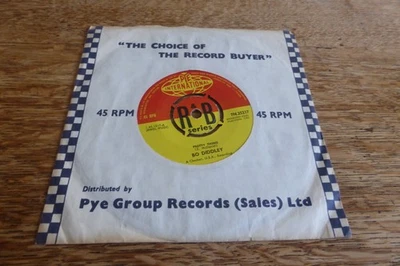 "THE CHOICE OF
THE RECORD BUYER"
PYE
INTERNATIONAL
45 RPM
R&B
series
45 RPM
BO DIDDLEY
Distributed by
Pye Group Records (Sales) Ltd